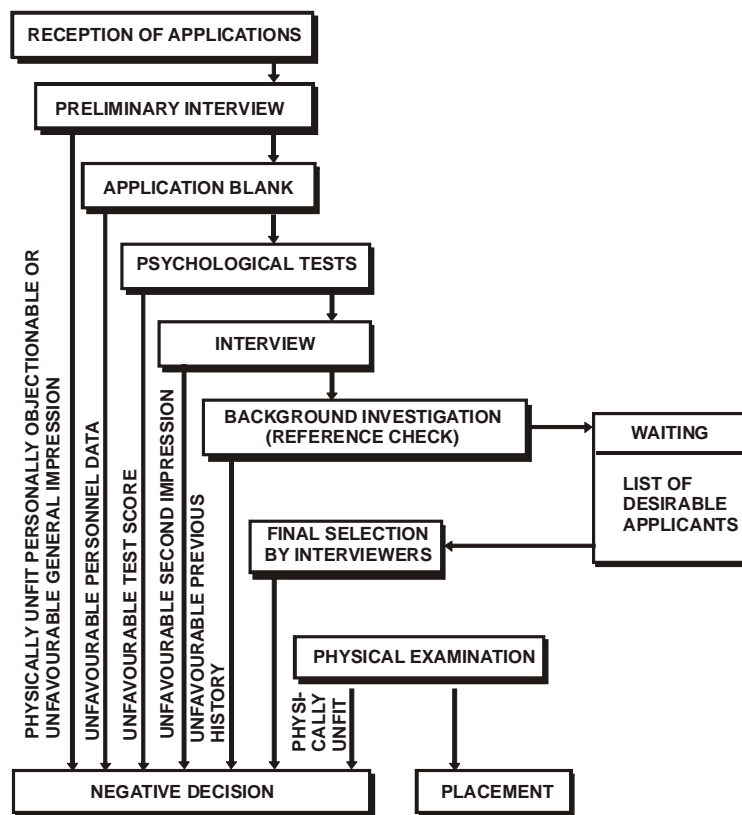 RECEPTION OF APPLICATIONS
PRELIMINARY INTERVIEW
APPLICATION BLANK
PSYCHOLOGICAL TESTS
INTERVIEW
BACKGROUND INVESTIGATION
(REFERENCE CHECK)
WAITING
LIST OF
DESIRABLE
APPLICANTS
FINAL SELECTION
BY INTERVIEWERS
PHYSICAL EXAMINATION
PHYSICALLY UNFIT PERSONALLY OBJECTIONABLE OR
UNFAVOURABLE GENERAL IMPRESSION
UNFAVOURABLE PERSONNEL DATA
UNFAVOURABLE TEST SCORE
UNFAVOURABLE SECOND IMPRESSION
UNFAVOURABLE PREVIOUS
HISTORY
PHYSI-
CALLY
UNFIT
NEGATIVE DECISION
PLACEMENT